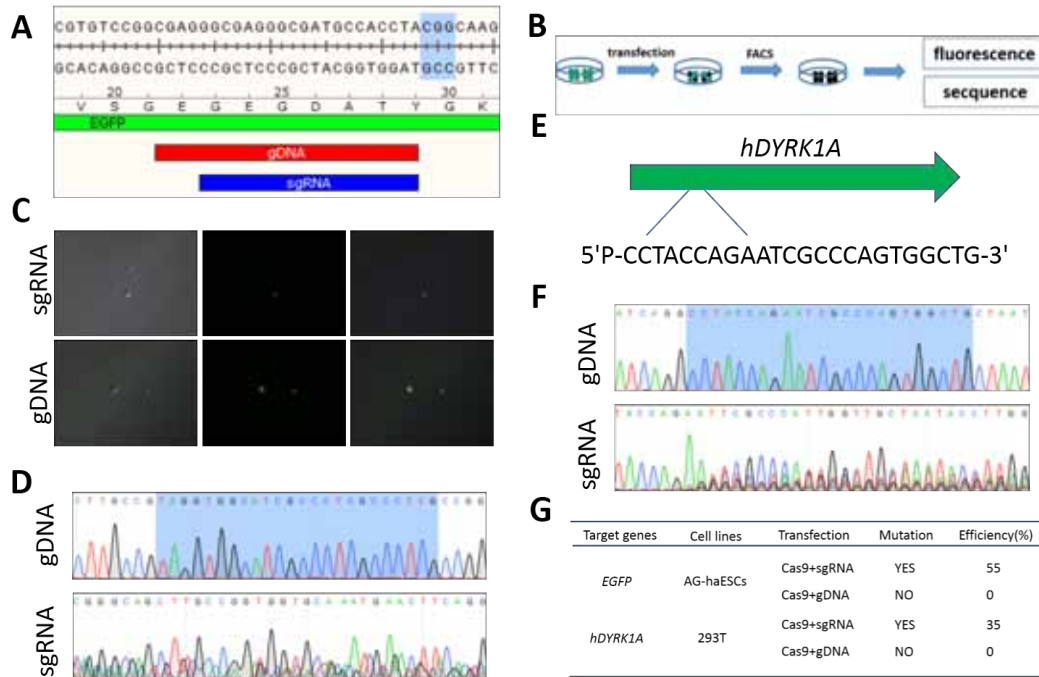 A
CGTGTCCGGCGAGGGCGAGGGCGATGCCACCTACGGCAAG
GCACAGGCCGCTCCCGCTCCCGCTACGGTGGATGCCGTTC
20 25 30
V S G E G E G D A T Y G K
EGFP
gDNA
sgRNA
B
transfection
FACS
fluorescence
secquence
C
sgRNA
gDNA
D
gDNA
sgRNA
E
hDYRK1A
5'P-CCTACCAGAATCGCCCAGTGGCTG-3'
F
gDNA
ATCAGGCCTACCAGAATCGCCCAGTGGCTGCTAAT
sgRNA
TACCAGAATTCGCCCATTGGTTGCTAATACCTTGG
G
Target genes Cell lines Transfection Mutation Efficiency(%)
EGFP AG-haESCs Cas9+sgRNA YES 55
Cas9+gDNA NO 0
hDYRK1A 293T Cas9+sgRNA YES 35
Cas9+gDNA NO 0